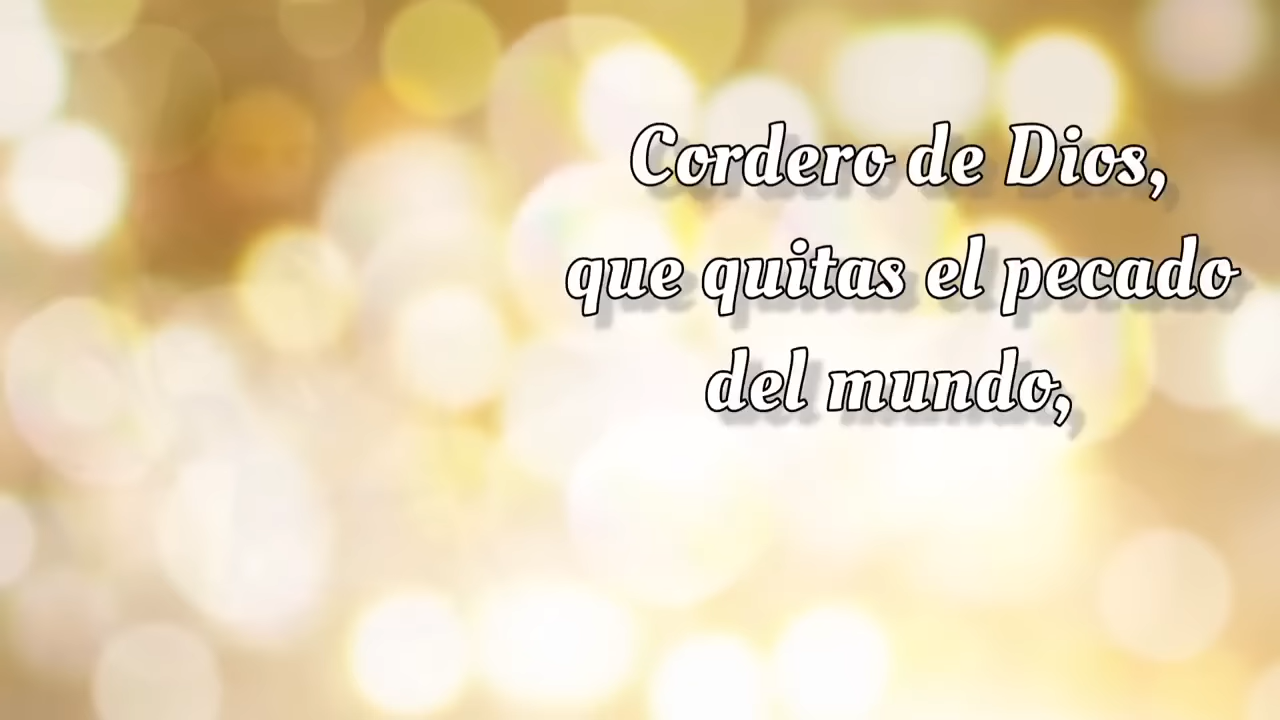 Cordero de Dios,
que quitas el pecado
del mundo,